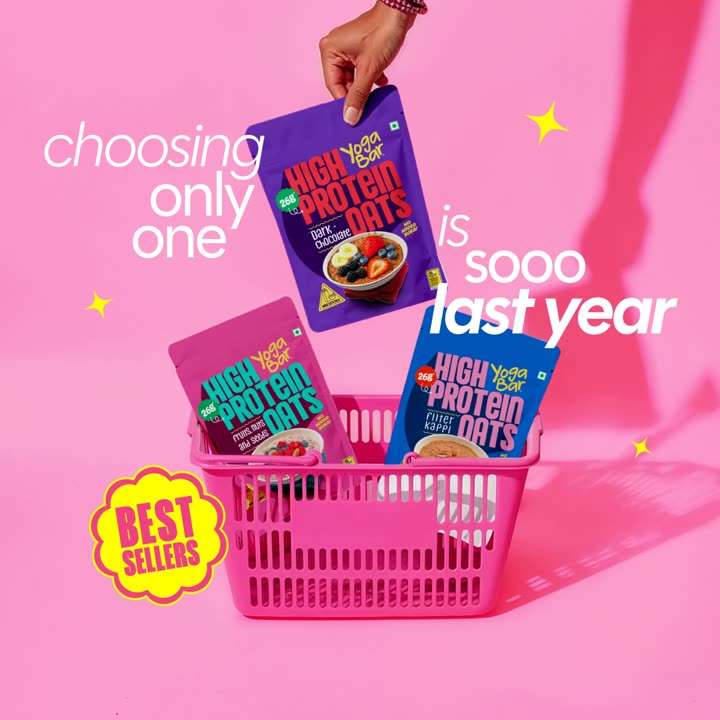 choosing
only
one
is
sooo
last year
Yoga
Bar
HIGH
PROTEIN
OATS
26g
Dark
chocolate
Yoga
Bar
HIGH
PROTEIN
OATS
26g
fruits, nuts
and seeds
Yoga
Bar
HIGH
PROTEIN
OATS
26g
filter
kaapi
BEST
SELLERS